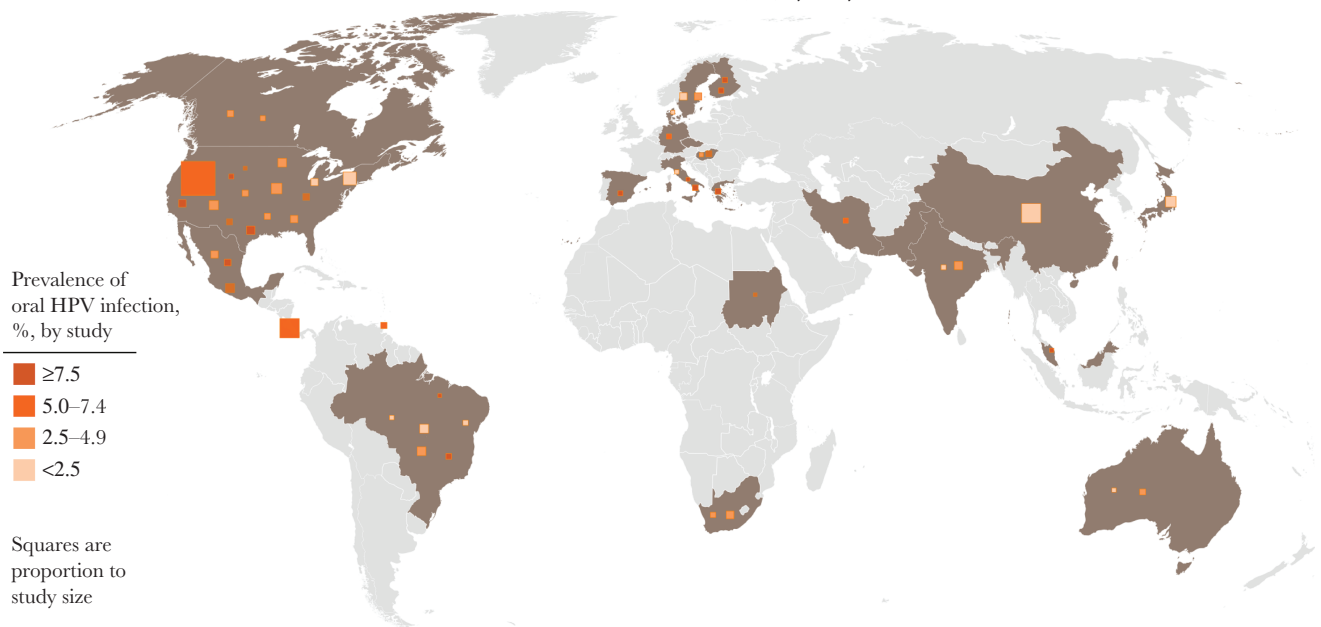 Prevalence of
oral HPV infection,
%, by study
≥7.5
5.0–7.4
2.5–4.9
<2.5
Squares are
proportion to
study size